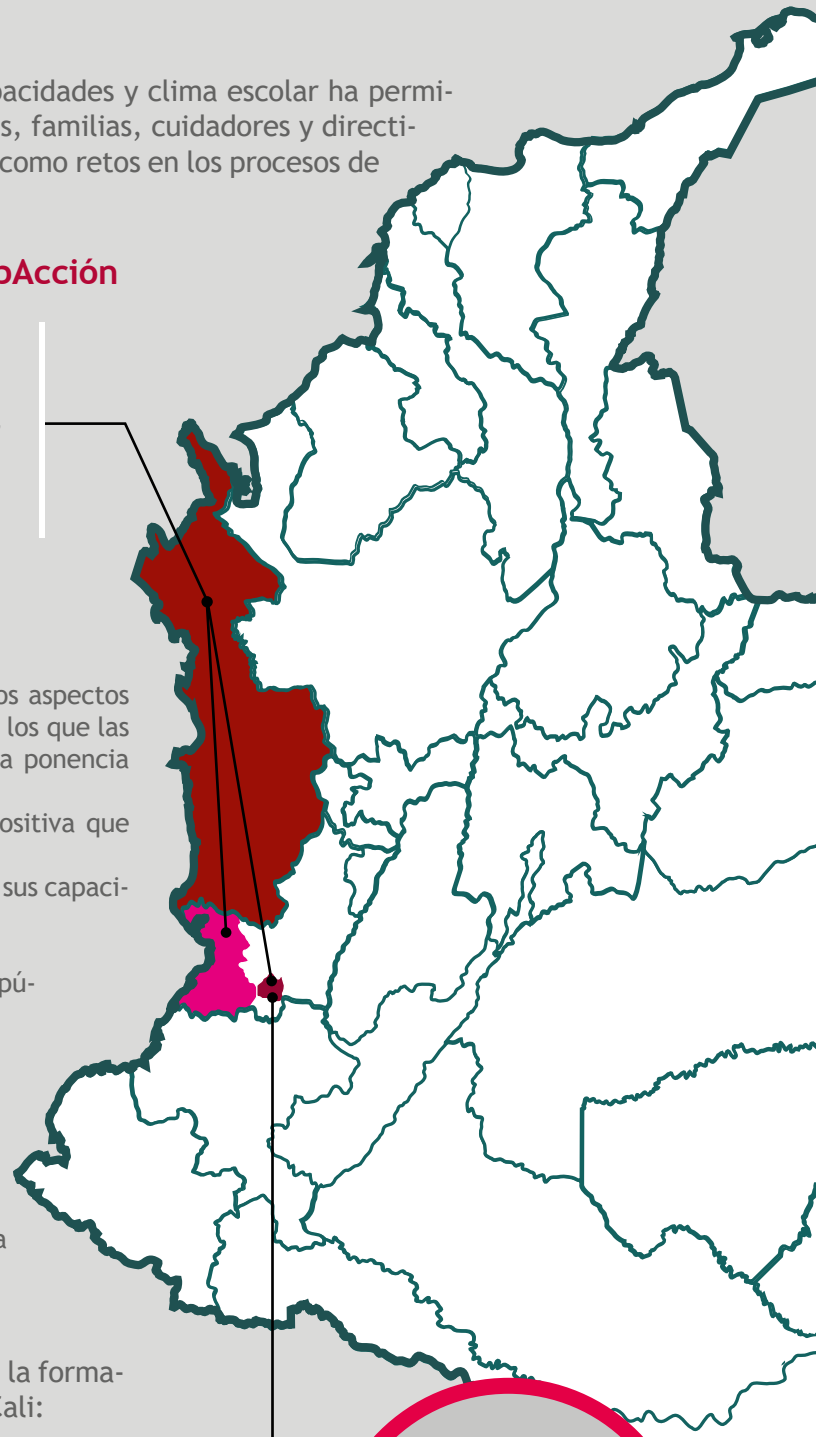 pacidades y clima escolar ha permi-
s, familias, cuidadores y directi-
como retos en los procesos de
bAcción
os aspectos
los que las
a ponencia
ositiva que
sus capaci-
pú-
a
la forma-
Cali: